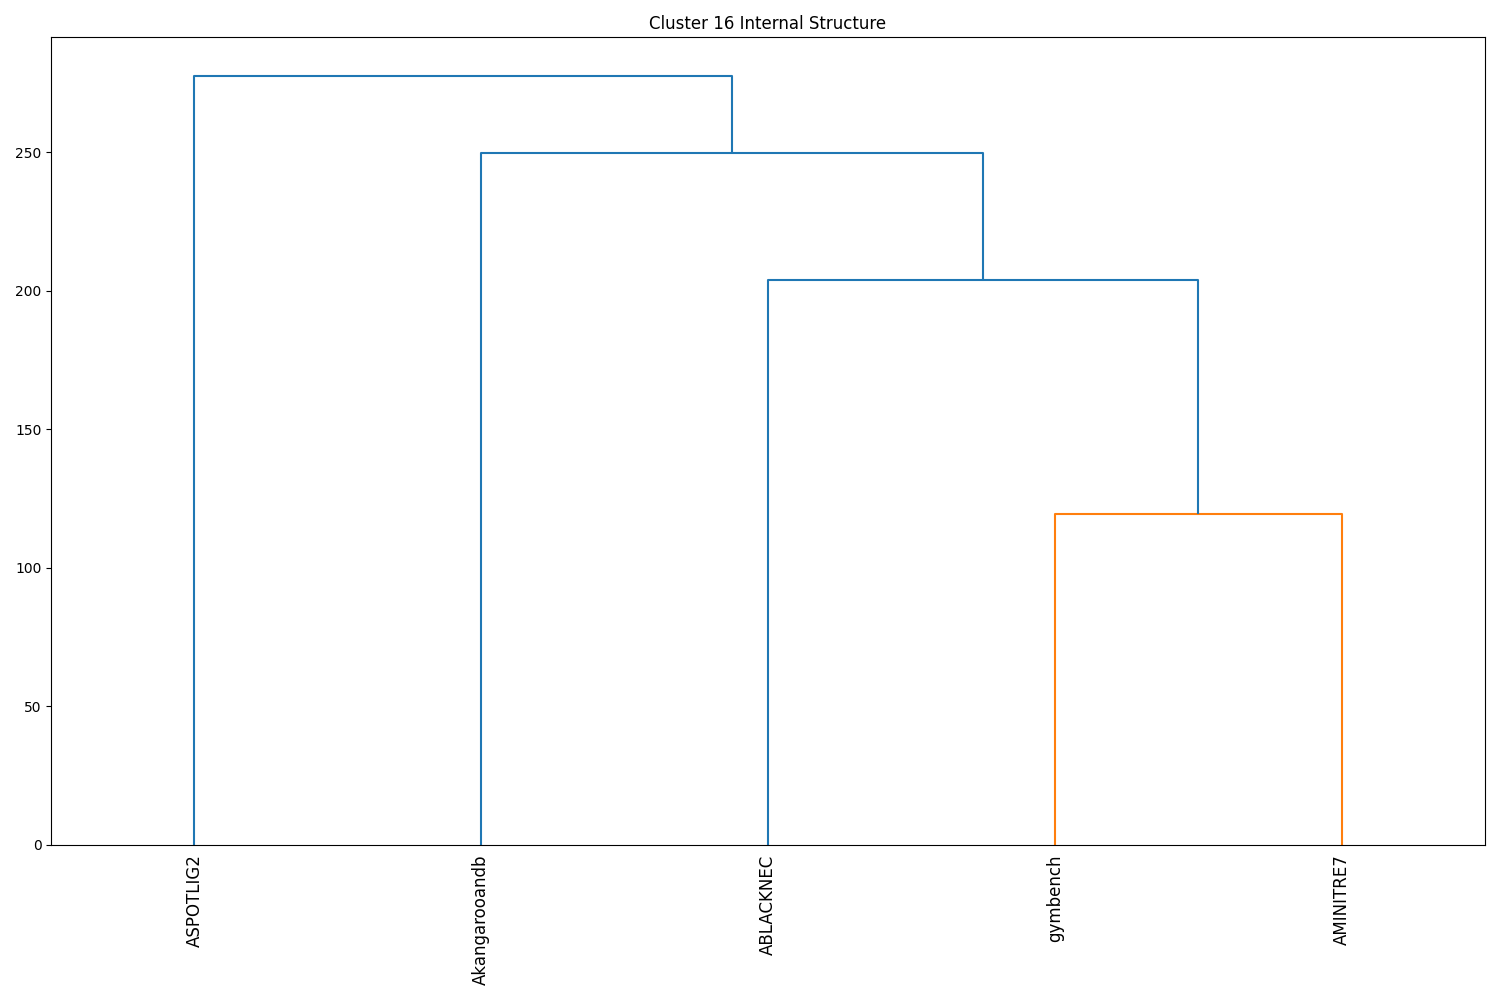 Cluster 16 Internal Structure
250
200
150
100
50
0
ASPOTLIG2
Akangarooandb
ABLACKNEC
gymbench
AMINITRE7